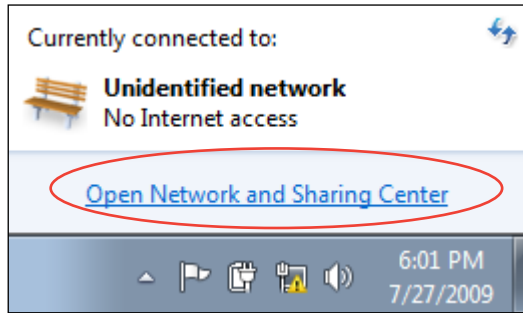 Currently connected to:
Unidentified network
No Internet access
Open Network and Sharing Center
6:01 PM
7/27/2009